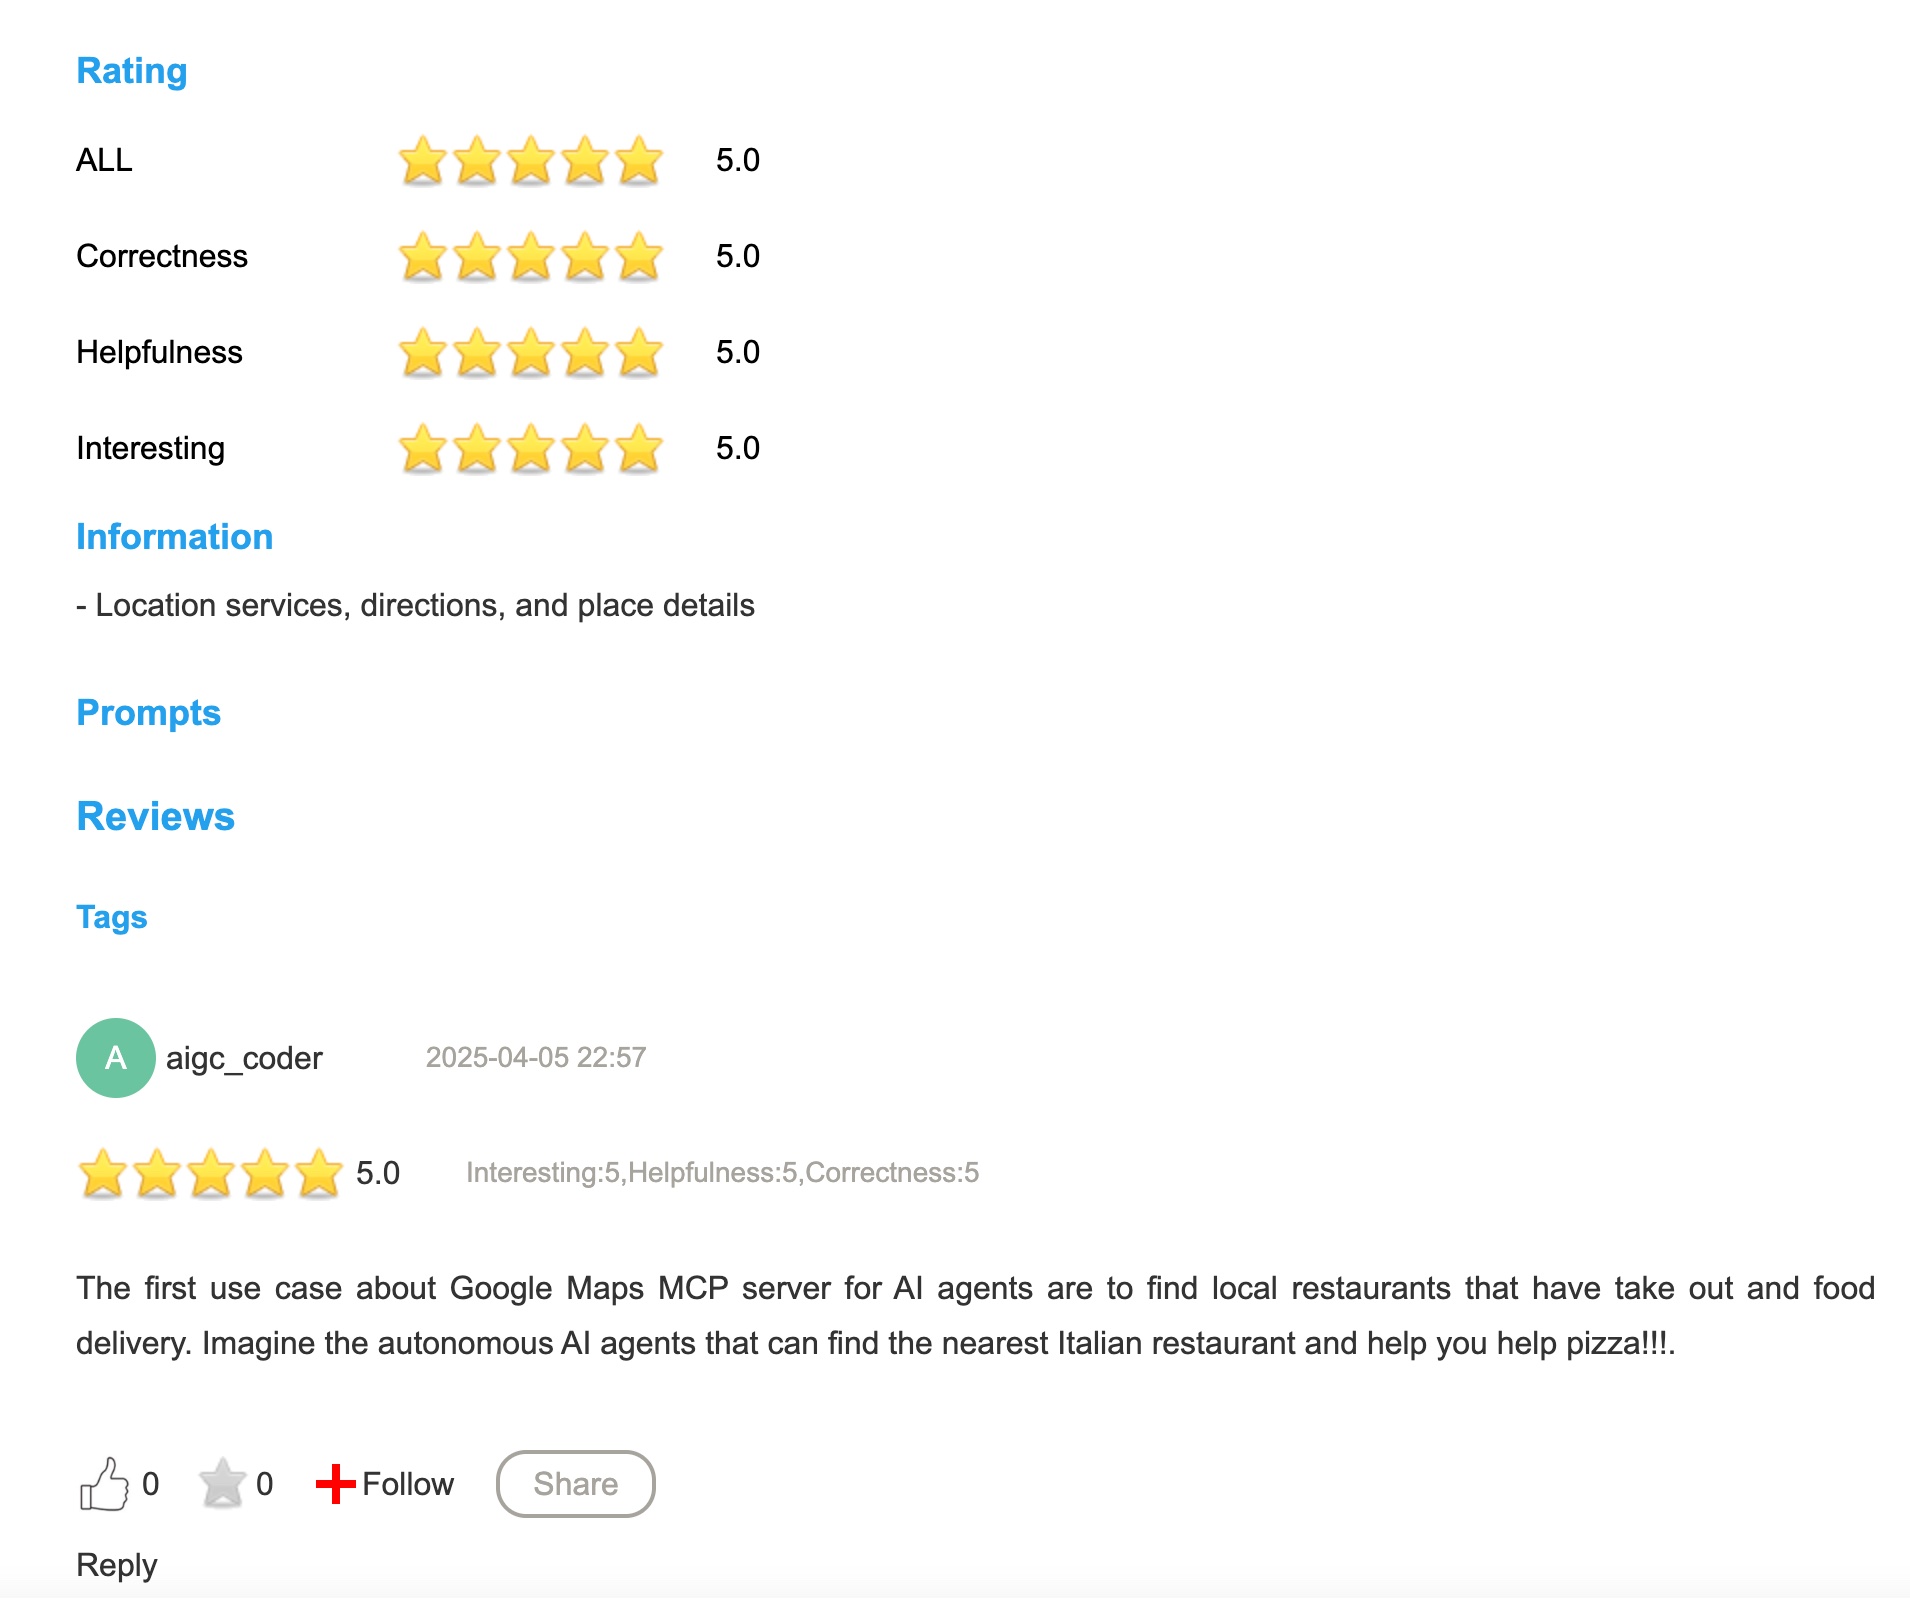 Rating
ALL 5.0
Correctness 5.0
Helpfulness 5.0
Interesting 5.0
Information
- Location services, directions, and place details
Prompts
Reviews
Tags
A aigc_coder 2025-04-05 22:57
5.0 Interesting:5,Helpfulness:5,Correctness:5
The first use case about Google Maps MCP server for AI agents are to find local restaurants that have take out and food
delivery. Imagine the autonomous AI agents that can find the nearest Italian restaurant and help you help pizza!!!.
0 0 Follow Share
Reply